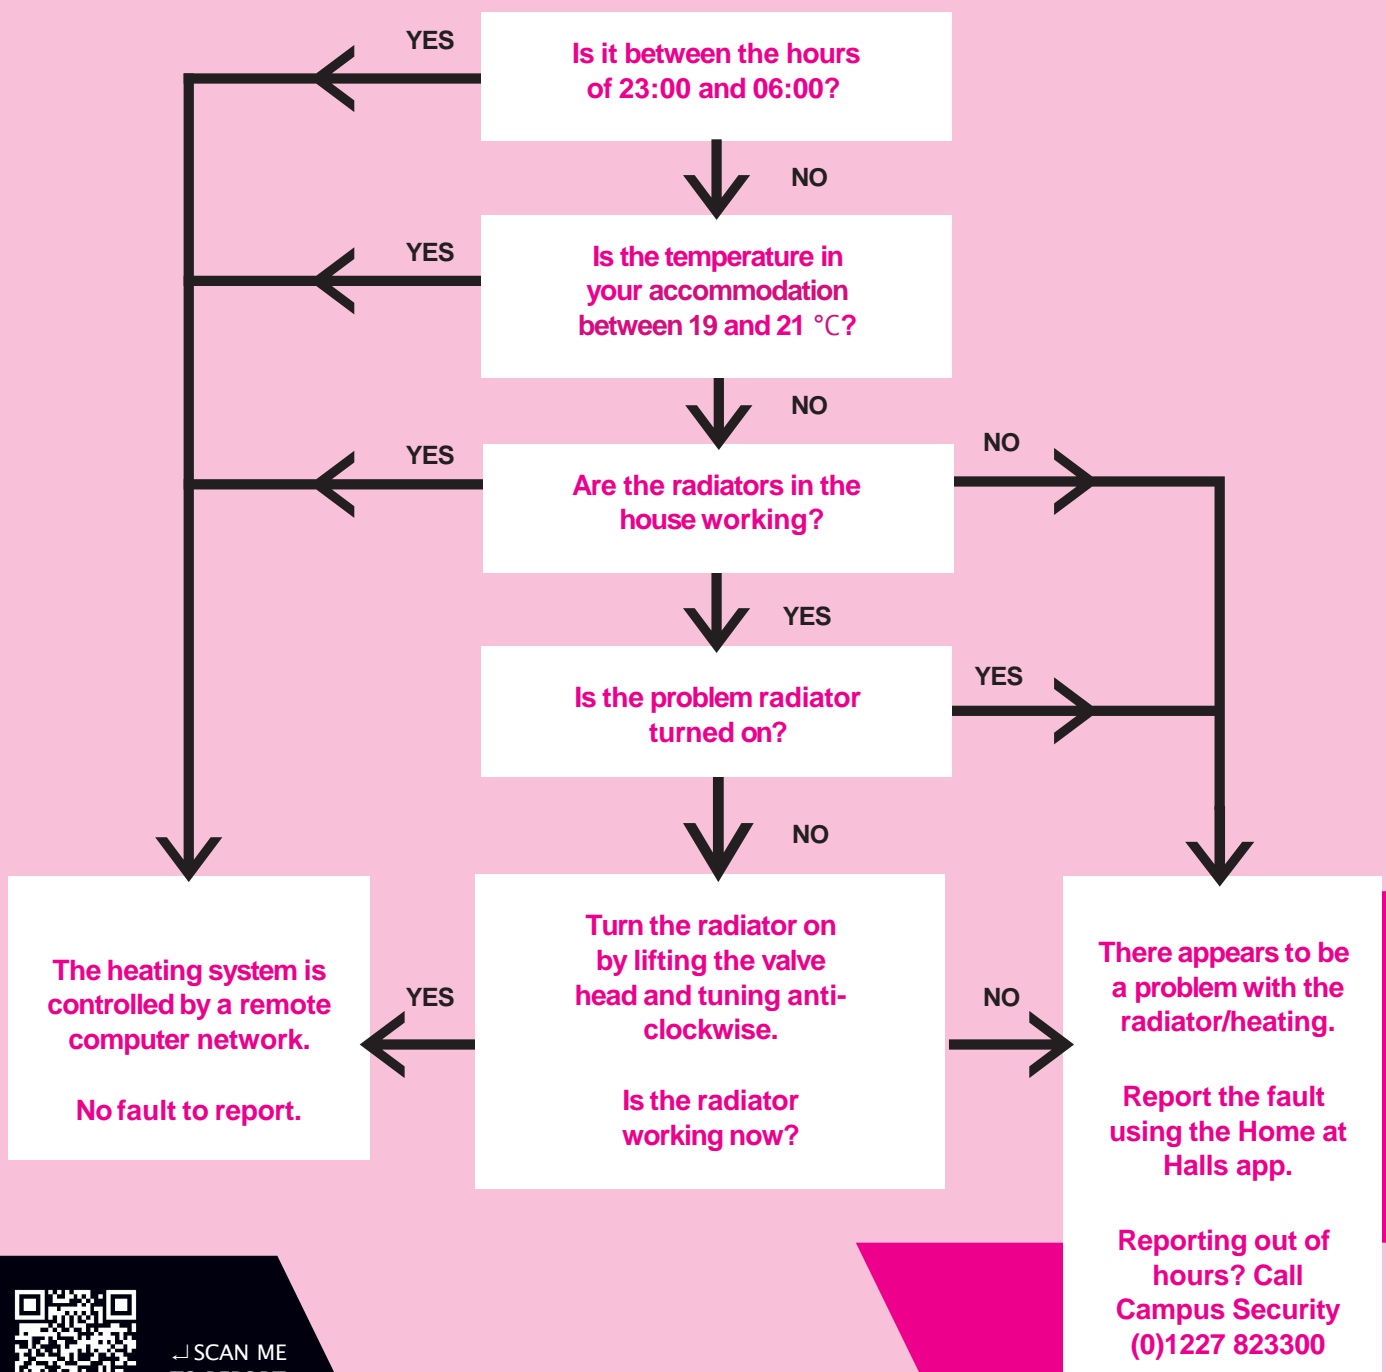 YES
Is it between the hours
of 23:00 and 06:00?
NO
YES
Is the temperature in
your accommodation
between 19 and 21 °C?
NO
YES
Are the radiators in the
house working?
NO
YES
Is the problem radiator
turned on?
YES
NO
The heating system is
controlled by a remote
computer network.
No fault to report.
YES
Turn the radiator on
by lifting the valve
head and tuning anti-
clockwise.
Is the radiator
working now?
NO
There appears to be
a problem with the
radiator/heating.
Report the fault
using the Home at
Halls app.
Reporting out of
hours? Call
Campus Security
(0)1227 823300
SCAN ME
TO REPORT